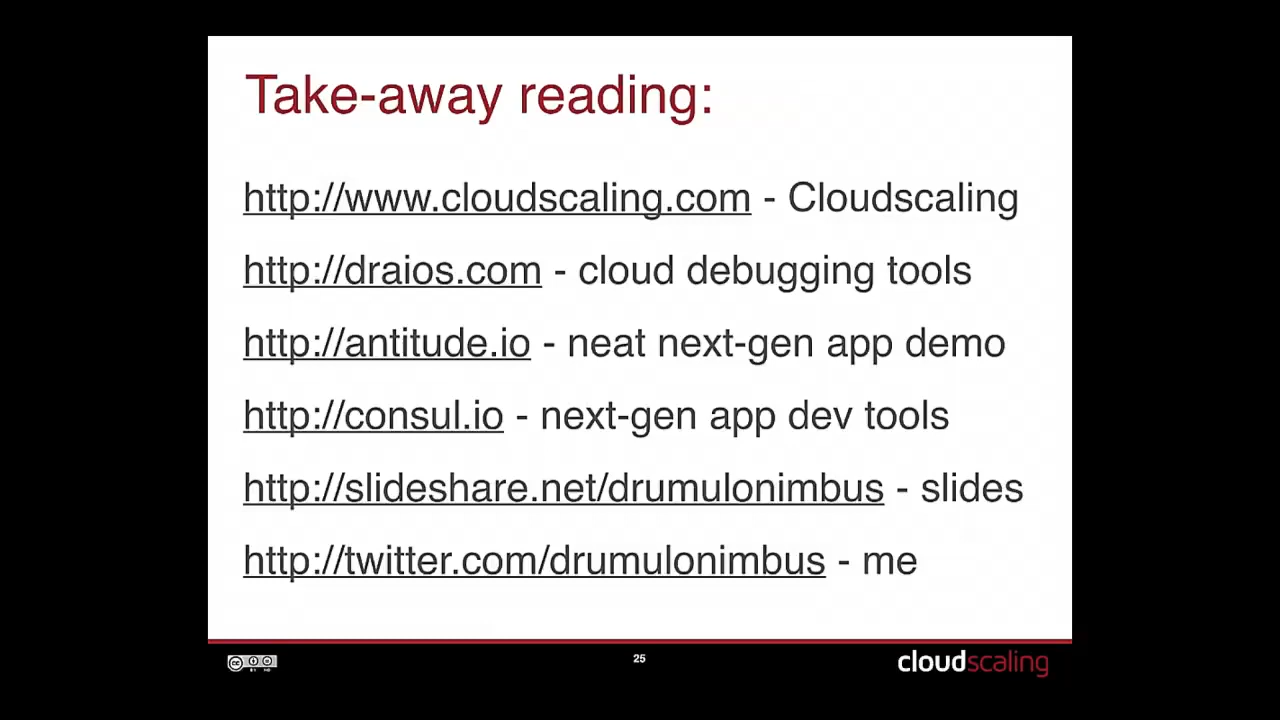 Take-away reading:
http://www.cloudscaling.com - Cloudscaling
http://draios.com - cloud debugging tools
http://antitude.io - neat next-gen app demo
http://consul.io - next-gen app dev tools
http://slideshare.net/drumulonimbus - slides
http://twitter.com/drumulonimbus - me
cc
25
cloudscaling